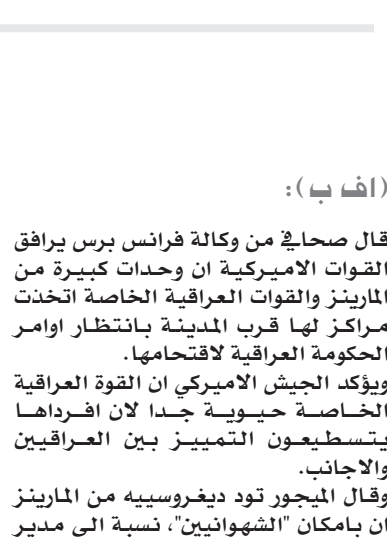 (اف ب):
قال صحافي من وكالة فرانس برس يرافق
القوات الاميركية ان وحدات كبيرة من
المارينز والقوات العراقية الخاصة اتخذت
مراكز لها قرب المدينة بانتظار اوامر
الحكومة العراقية لاقتحامها.
ويؤكد الجيش الاميركي ان القوة العراقية
الخاصة حيوية جدا لان افرداها
يتسطيعون التمييز بين العراقيين
والاجانب.
وقال الميجور تود ديغروسييه من المارينز
ان بامكان "الشهوانيين"، نسبة الى مدير